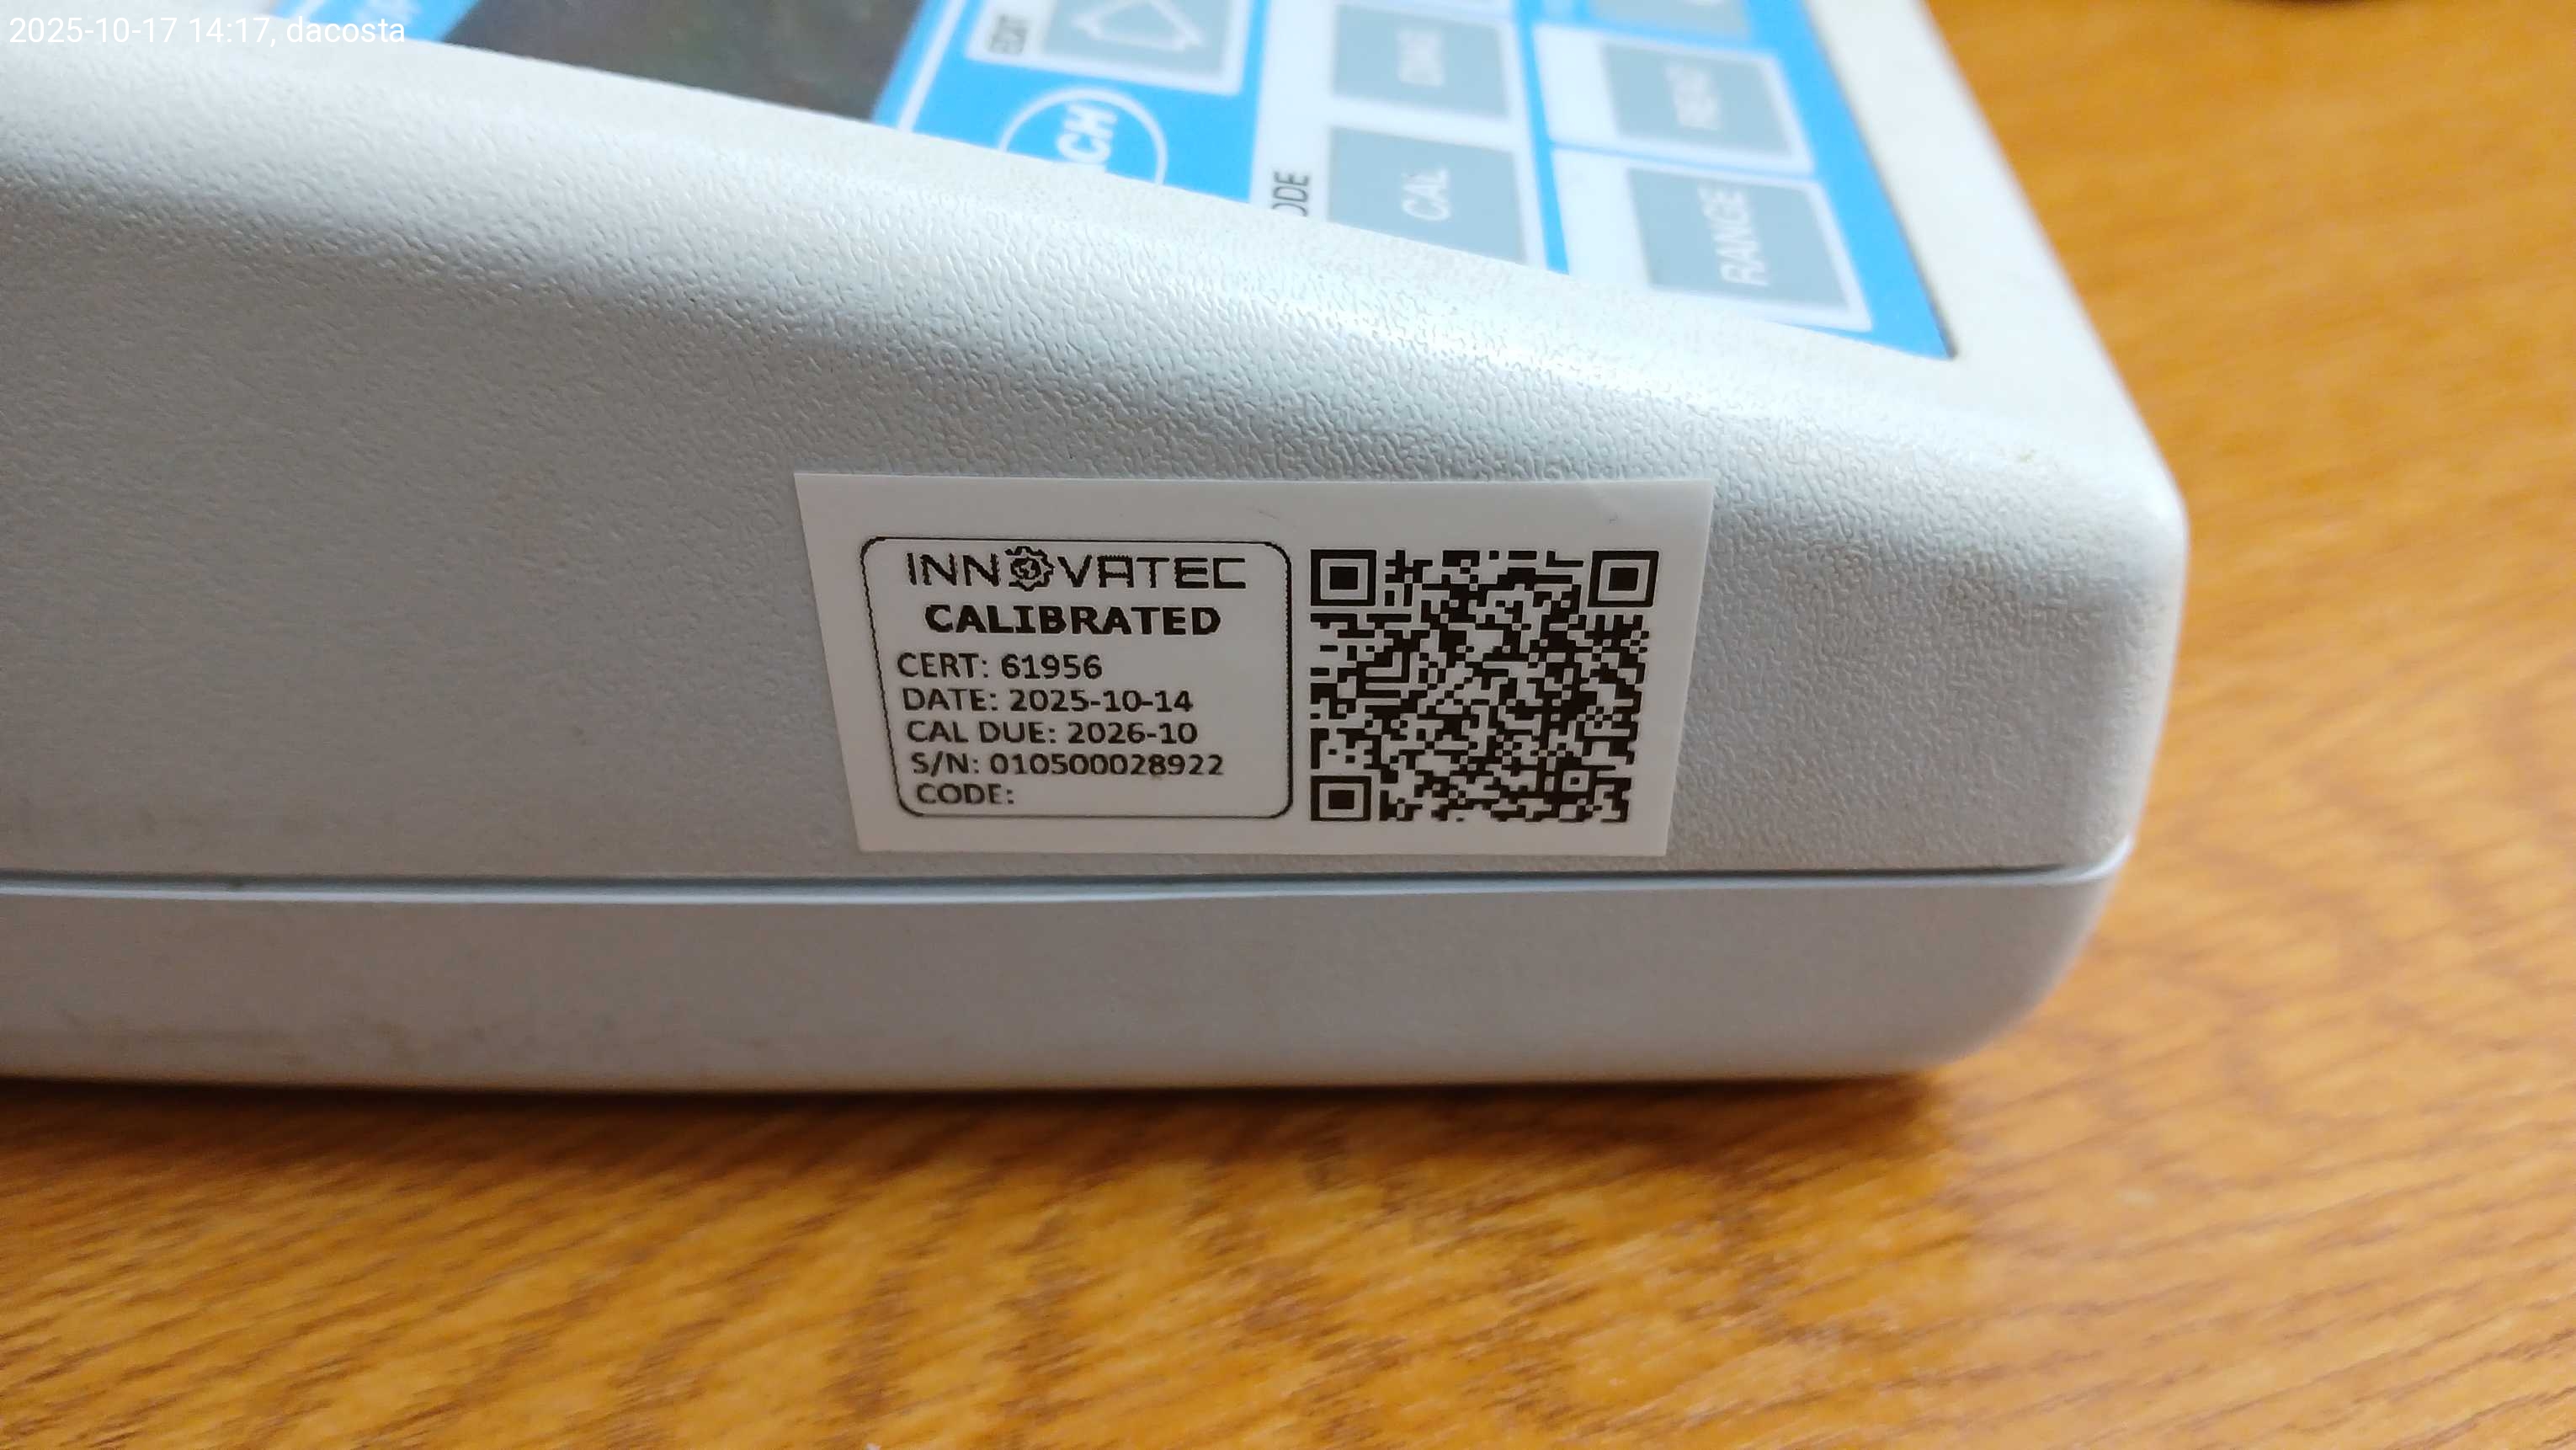 2025-10-17 14:17, dacosta
CAL
RANGE
INNOVATEC
CALIBRATED
CERT: 61956
DATE: 2025-10-14
CAL DUE: 2026-10
S/N: 010500028922
CODE: